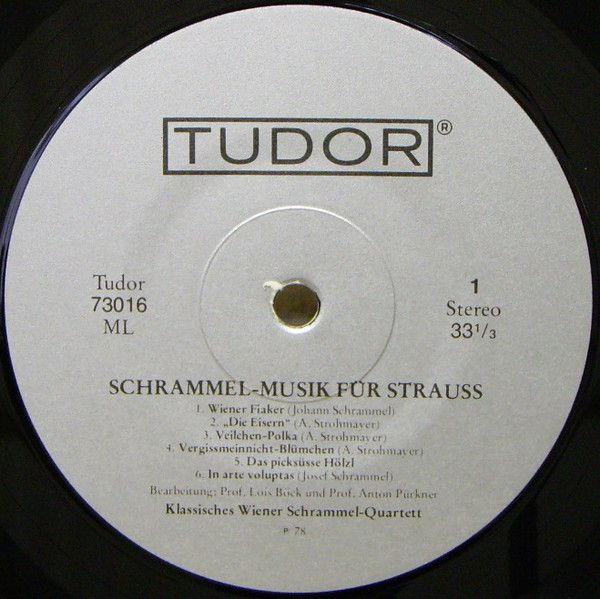 TUDOR®
Tudor
73016
ML
1
Stereo
33 1/3
SCHRAMMEL-MUSIK FÜR STRAUSS
1. Wiener Fiaker (Johann Schrammel)
2. „Die Eisern“ (A. Strohmayer)
3. Veilchen-Polka (A. Strohmayer)
4. Vergissmeinnicht-Blümchen (A. Strohmayer)
5. Das picksüsse Hölzl
6. In arte voluptas (Josef Schrammel)
Bearbeitung: Prof. Lois Böck und Prof. Anton Pürkner
Klassisches Wiener Schrammel-Quartett
P 78